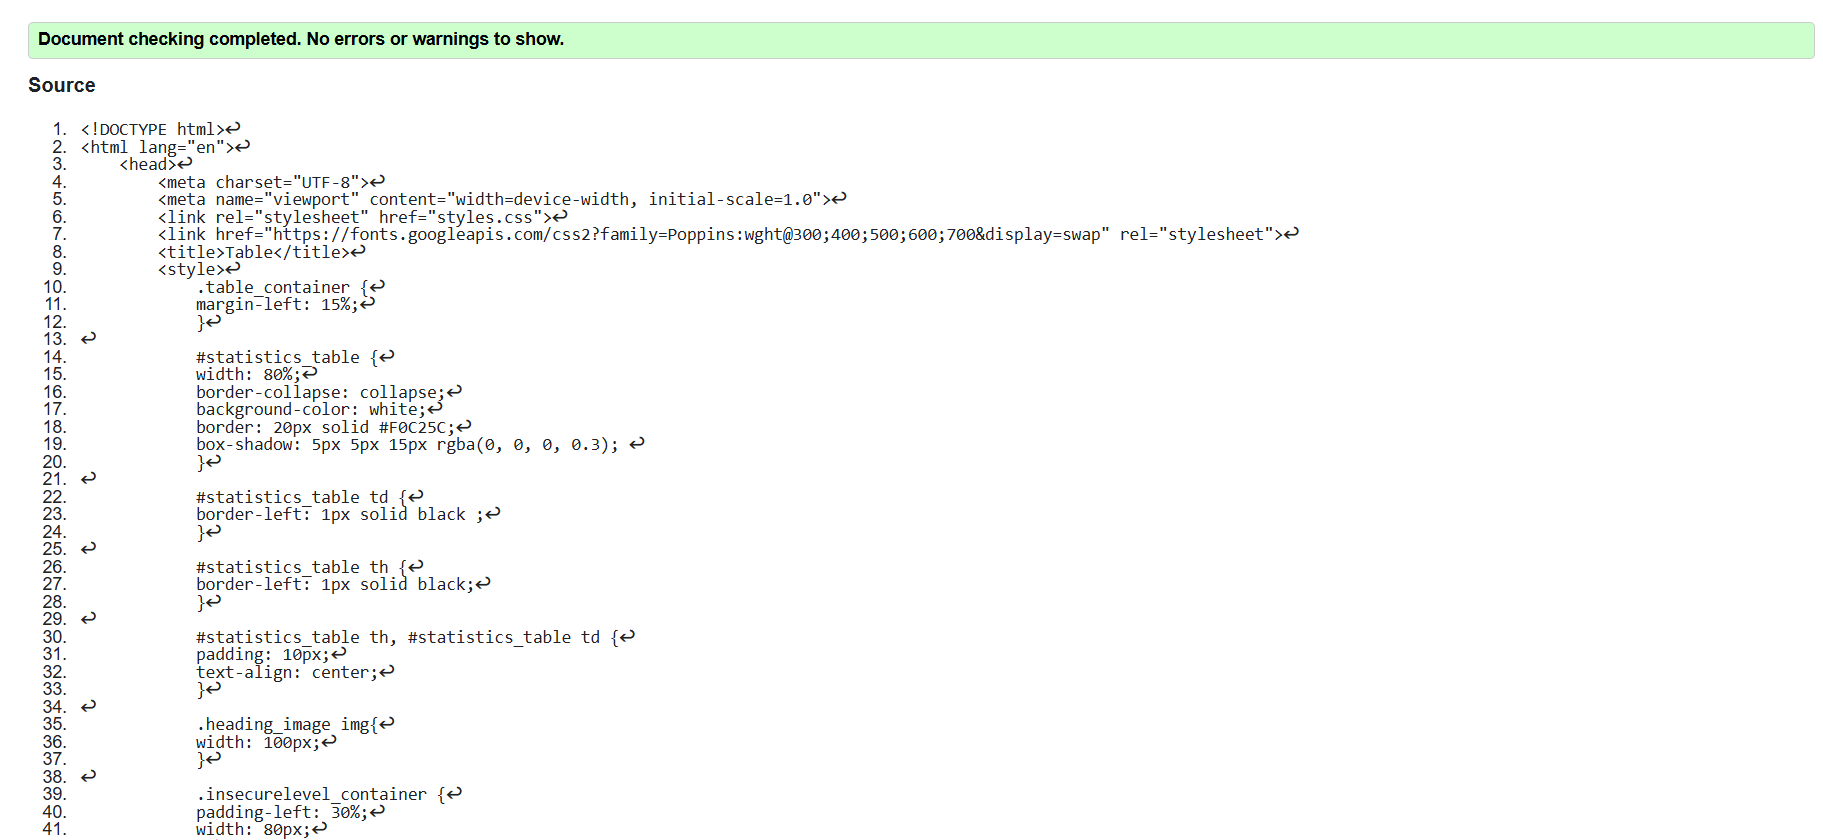 Document checking completed. No errors or warnings to show.
Source
1. <!DOCTYPE html>↩
2. <html lang="en">↩
3.     <head>↩
4.         <meta charset="UTF-8">↩
5.         <meta name="viewport" content="width=device-width, initial-scale=1.0">↩
6.         <link rel="stylesheet" href="styles.css">↩
7.         <link href="https://fonts.googleapis.com/css2?family=Poppins:wght@300;400;500;600;700&display=swap" rel="stylesheet">↩
8.         <title>Table</title>↩
9.         <style>↩
10.             .table_container {↩
11.             margin-left: 15%;↩
12.             }↩
13. ↩
14.             #statistics_table {↩
15.             width: 80%;↩
16.             border-collapse: collapse;↩
17.             background-color: white;↩
18.             border: 20px solid #F0C25C;↩
19.             box-shadow: 5px 5px 15px rgba(0, 0, 0, 0.3); ↩
20.             }↩
21. ↩
22.             #statistics_table td {↩
23.             border-left: 1px solid black ;↩
24.             }↩
25. ↩
26.             #statistics_table th {↩
27.             border-left: 1px solid black;↩
28.             }↩
29. ↩
30.             #statistics_table th, #statistics_table td {↩
31.             padding: 10px;↩
32.             text-align: center;↩
33.             }↩
34. ↩
35.             .heading_image img{↩
36.             width: 100px;↩
37.             }↩
38. ↩
39.             .insecurelevel_container {↩
40.             padding-left: 30%;↩
41.             width: 80px;↩